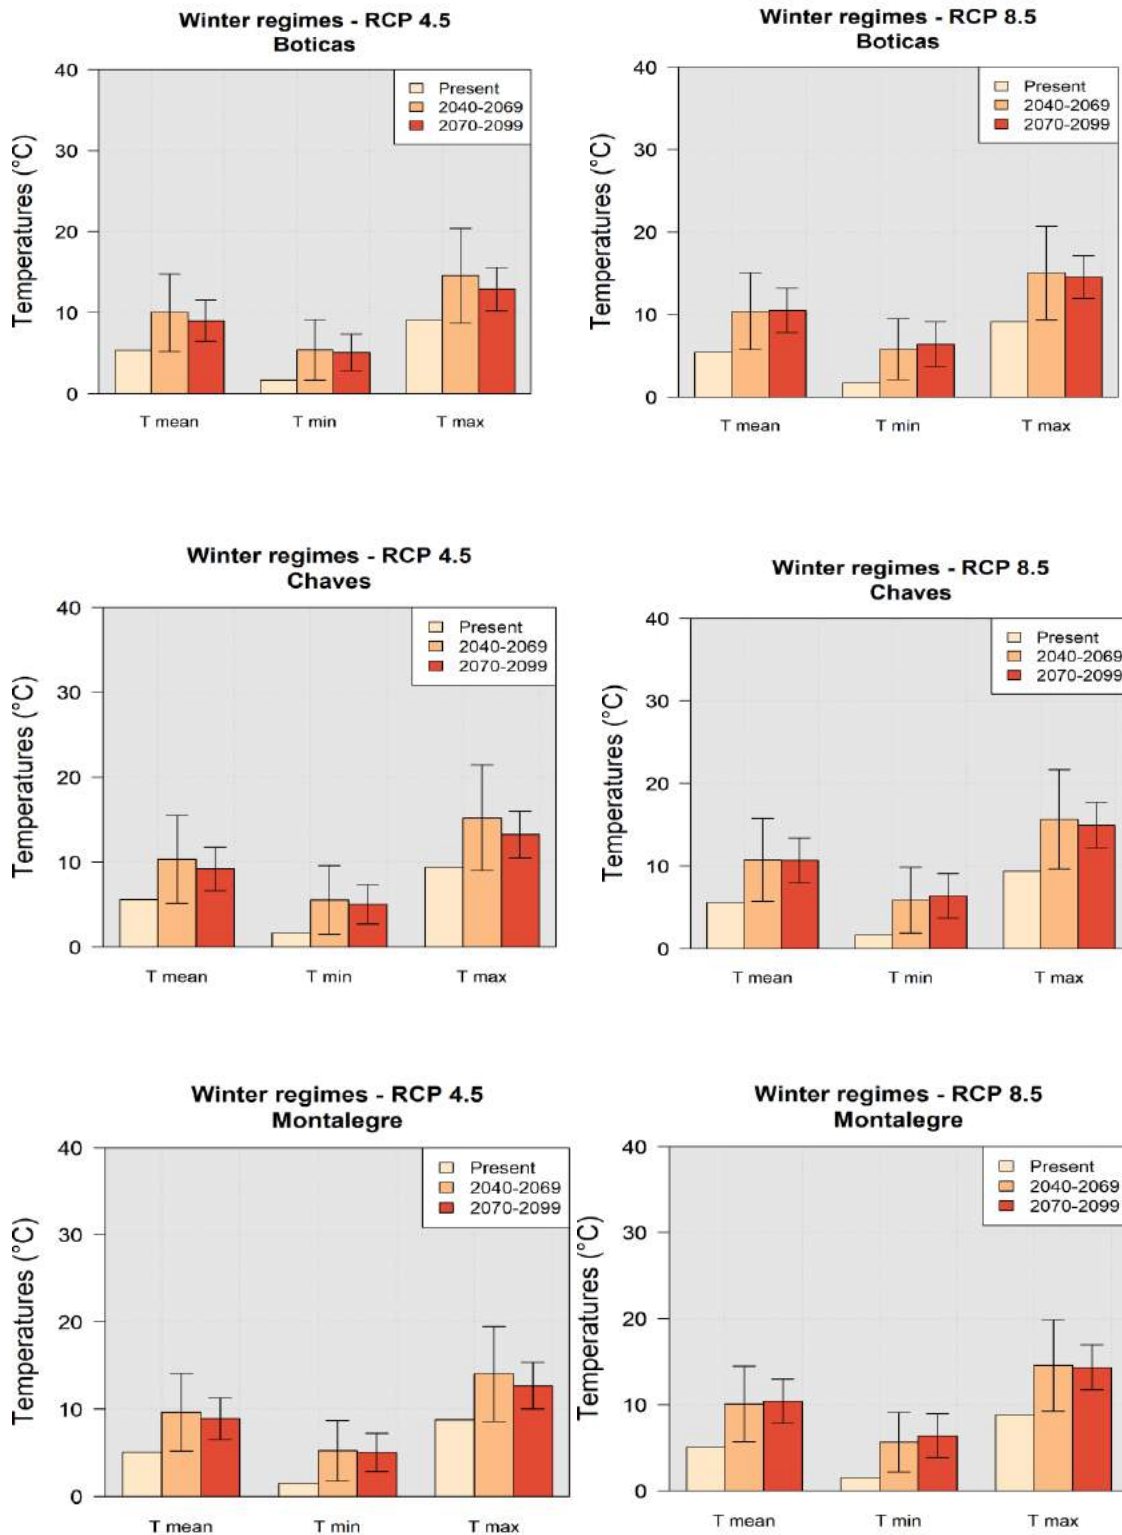 Winter regimes - RCP 4.5
Boticas
40
30
20
10
0
Temperatures (°C)
Present
2040-2069
2070-2099
T mean
T min
T max
Winter regimes - RCP 8.5
Boticas
40
30
20
10
0
Temperatures (°C)
Present
2040-2069
2070-2099
T mean
T min
T max
Winter regimes - RCP 4.5
Chaves
40
30
20
10
0
Temperatures (°C)
Present
2040-2069
2070-2099
T mean
T min
T max
Winter regimes - RCP 8.5
Chaves
40
30
20
10
0
Temperatures (°C)
Present
2040-2069
2070-2099
T mean
T min
T max
Winter regimes - RCP 4.5
Montalegre
40
30
20
10
0
Temperatures (°C)
Present
2040-2069
2070-2099
T mean
T min
T max
Winter regimes - RCP 8.5
Montalegre
40
30
20
10
0
Temperatures (°C)
Present
2040-2069
2070-2099
T mean
T min
T max